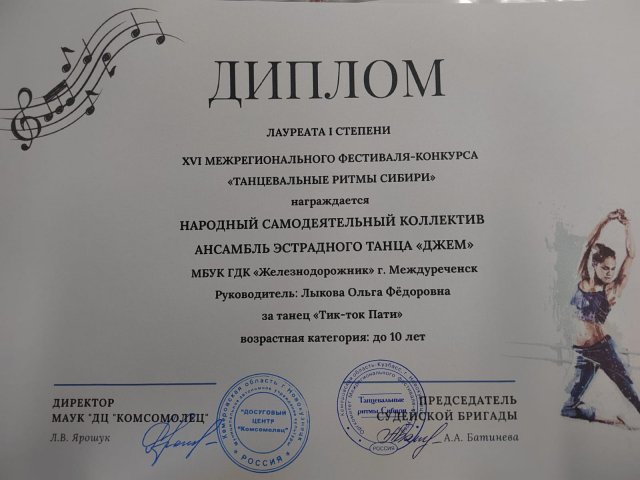 ДИПЛОМ
ЛАУРЕАТА I СТЕПЕНИ
XVI МЕЖРЕГИОНАЛЬНОГО ФЕСТИВАЛЯ-КОНКУРСА
«ТАНЦЕВАЛЬНЫЕ РИТМЫ СИБИРИ»
награждается
НАРОДНЫЙ САМОДЕЯТЕЛЬНЫЙ КОЛЛЕКТИВ
АНСАМБЛЬ ЭСТРАДНОГО ТАНЦА «ДЖЕМ»
МБУК ГДК «Железнодорожник» г. Междуреченск
Руководитель: Лыкова Ольга Фёдоровна
за танец «Тик-ток Пати»
возрастная категория: до 10 лет
ДИРЕКТОР
МАУК "ДЦ "КОМСОМОЛЕЦ"
Л.В. Ярошук
"ДОСУГОВЫЙ
ЦЕНТР
"Комсомолец"
РОССИЯ
Танцевальные
ритмы Сибири
РОССИЯ
ПРЕДСЕДАТЕЛЬ
СУДЕЙСКОЙ БРИГАДЫ
А.А. Батинева